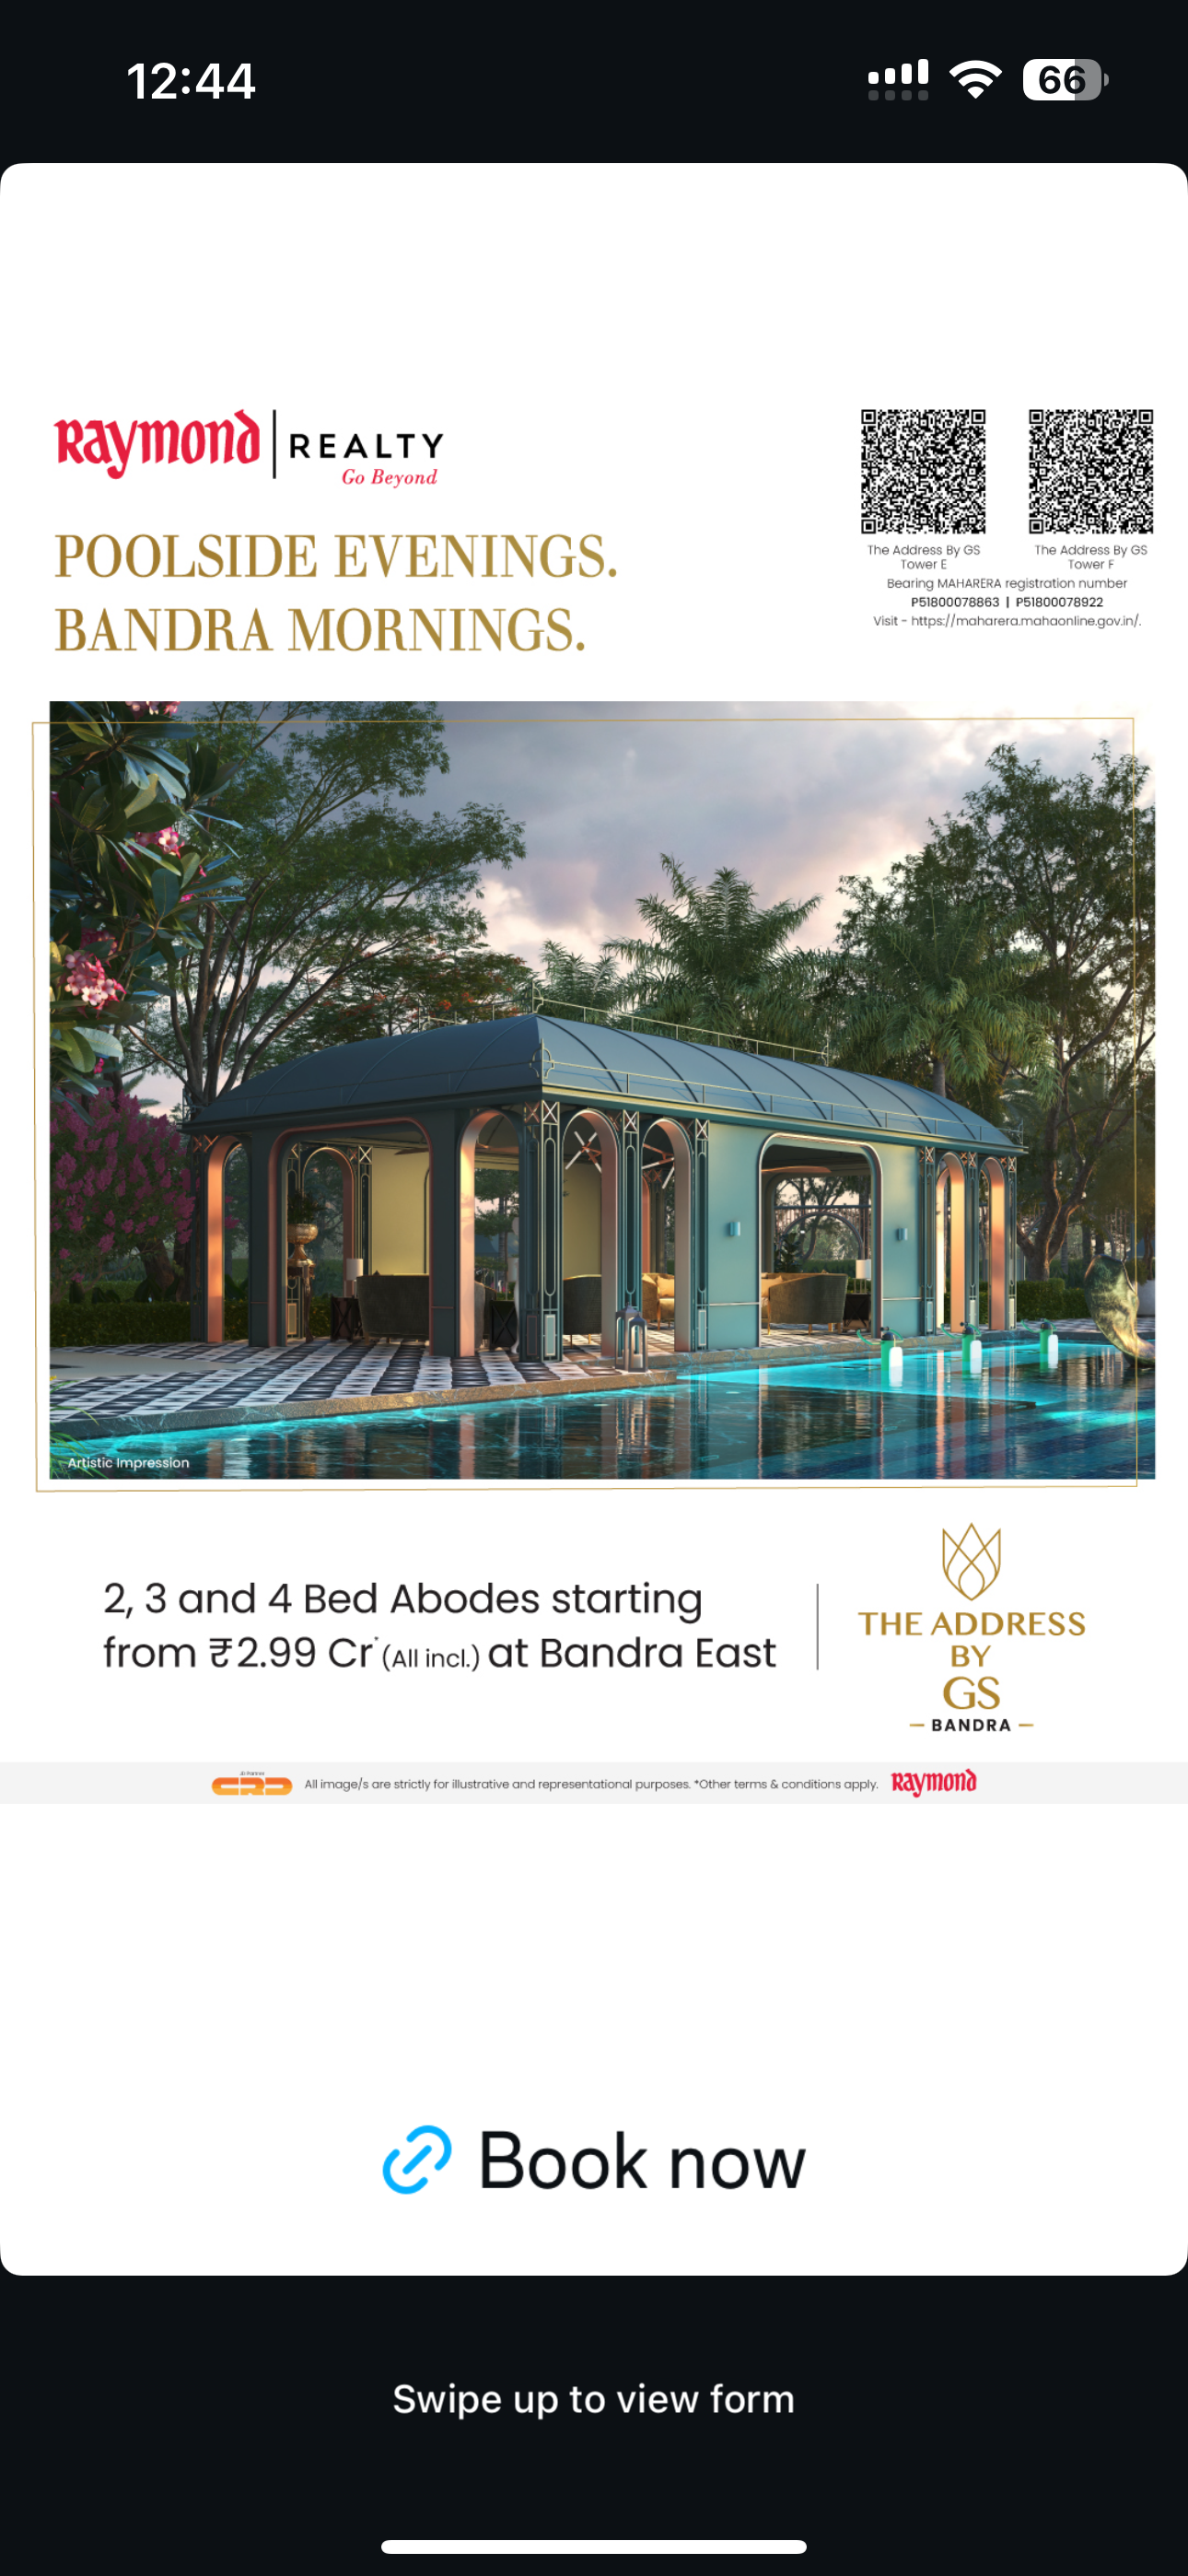 12:44
66
Raymond | REALTY
Go Beyond
POOLSIDE EVENINGS.
BANDRA MORNINGS.
The Address By GS
Tower E
The Address By GS
Tower F
Bearing MAHARERA registration number
P51800078863 | P51800078922
Visit - https://maharera.mahaonline.gov.in/.
Artistic Impression
2, 3 and 4 Bed Abodes starting
from ₹2.99 Cr* (All incl.) at Bandra East
THE ADDRESS
BY
GS
BANDRA
All image/s are strictly for illustrative and representational purposes. *Other terms & conditions apply.
Raymond
Book now
Swipe up to view form